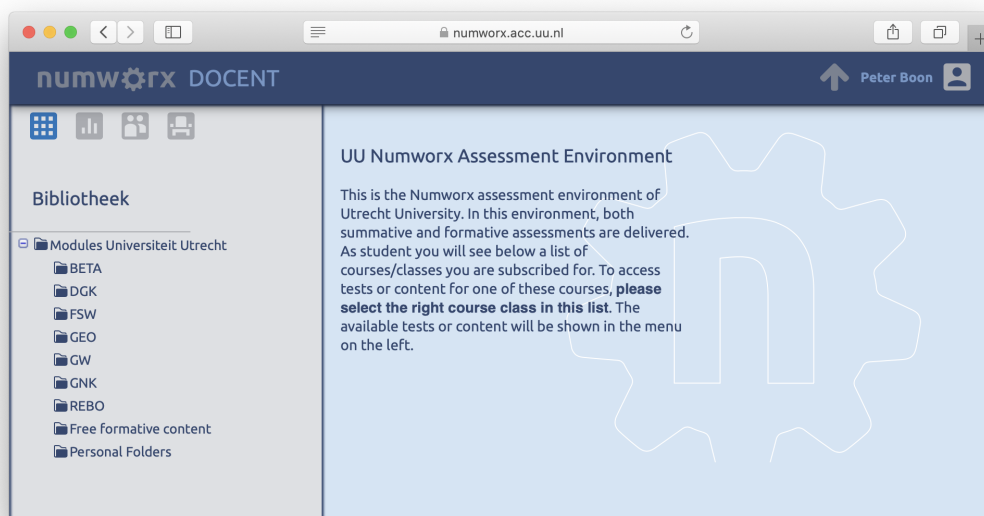 numworx.acc.uu.nl
numworx DOCENT
Peter Boon
Bibliotheek
Modules Universiteit Utrecht
BETA
DGK
FSW
GEO
GW
GNK
REBO
Free formative content
Personal Folders
UU Numworx Assessment Environment
This is the Numworx assessment environment of
Utrecht University. In this environment, both
summative and formative assessments are delivered.
As student you will see below a list of
courses/classes you are subscribed for. To access
tests or content for one of these courses, please
select the right course class in this list. The
available tests or content will be shown in the menu
on the left.
n